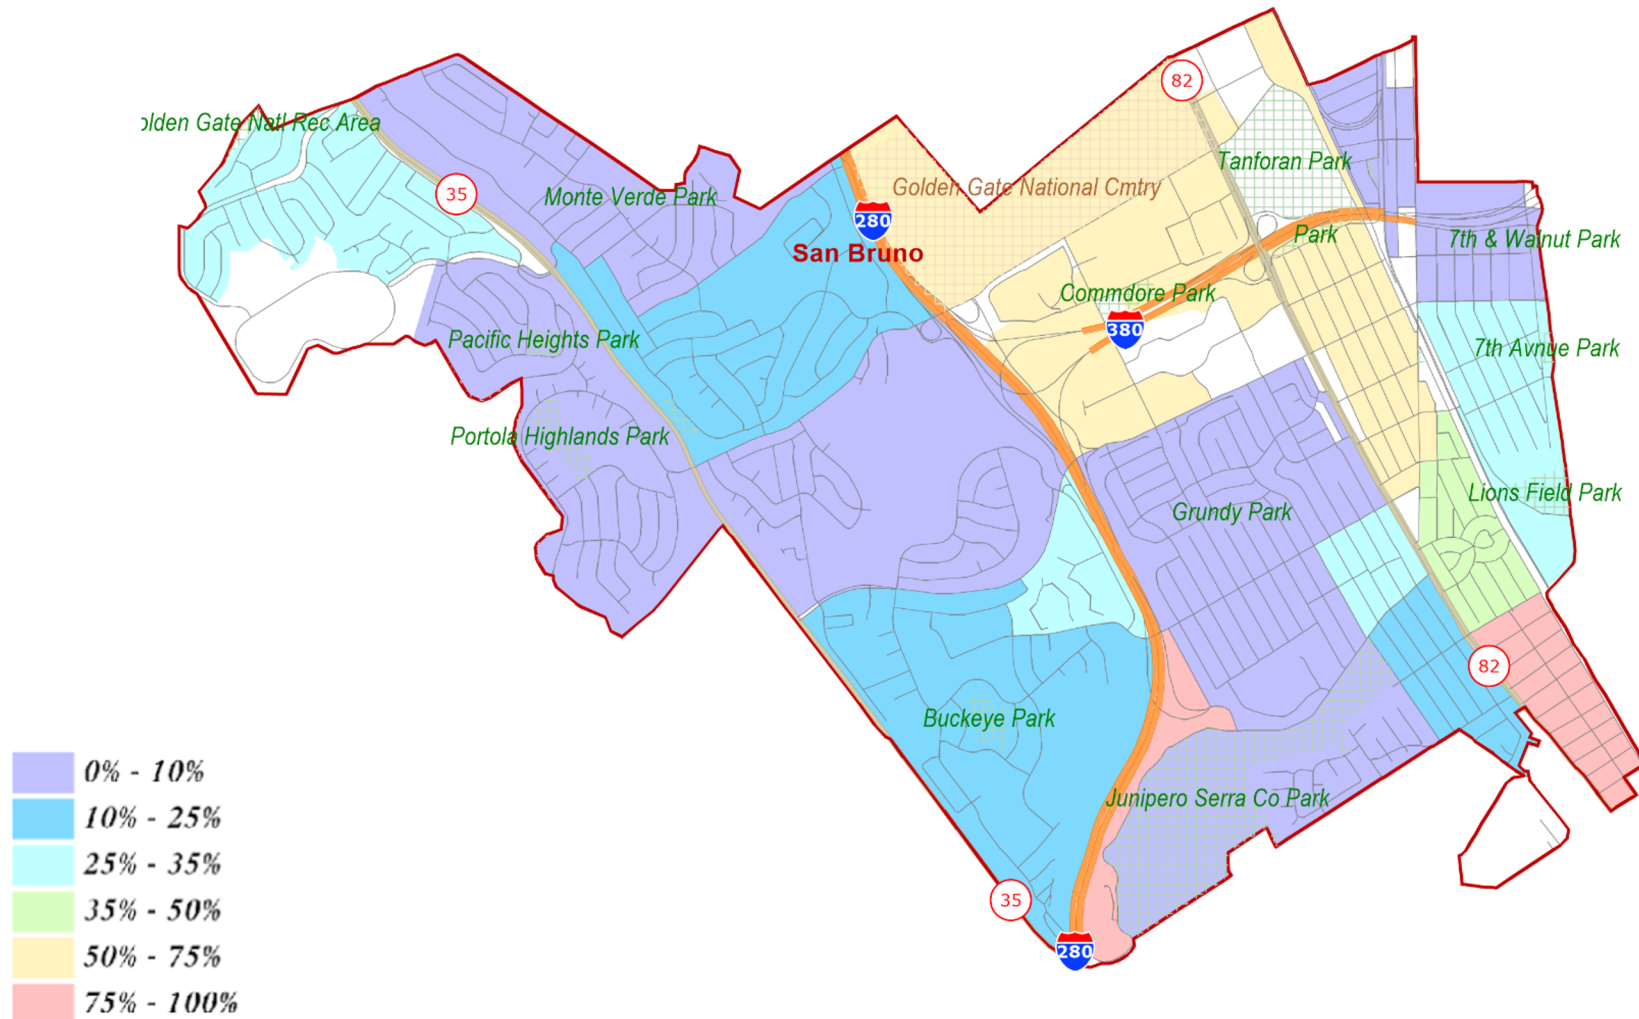 82
olden Gate Natl Rec Area
Tanforan Park
35
Monte Verde Park
Golden Gate National Cmtry
280
San Bruno
Park
7th & Walnut Park
Commdore Park
380
Pacific Heights Park
7th Avnue Park
Portola Highlands Park
Lions Field Park
Grundy Park
82
Buckeye Park
Junipero Serra Co Park
35
280
0% - 10%
10% - 25%
25% - 35%
35% - 50%
50% - 75%
75% - 100%